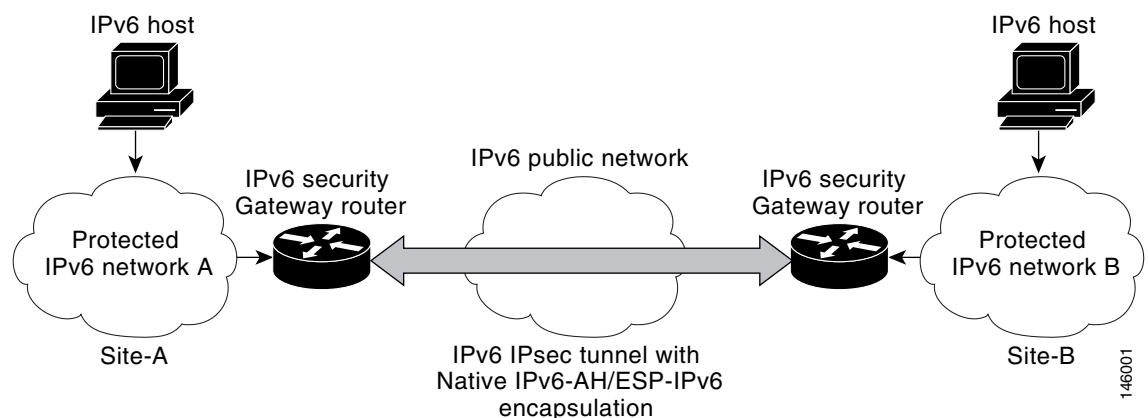 IPv6 host
IPv6 host
IPv6 public network
IPv6 security
Gateway router
IPv6 security
Gateway router
Protected
IPv6 network A
Protected
IPv6 network B
Site-A
IPv6 IPsec tunnel with
Native IPv6-AH/ESP-IPv6
encapsulation
Site-B
146001